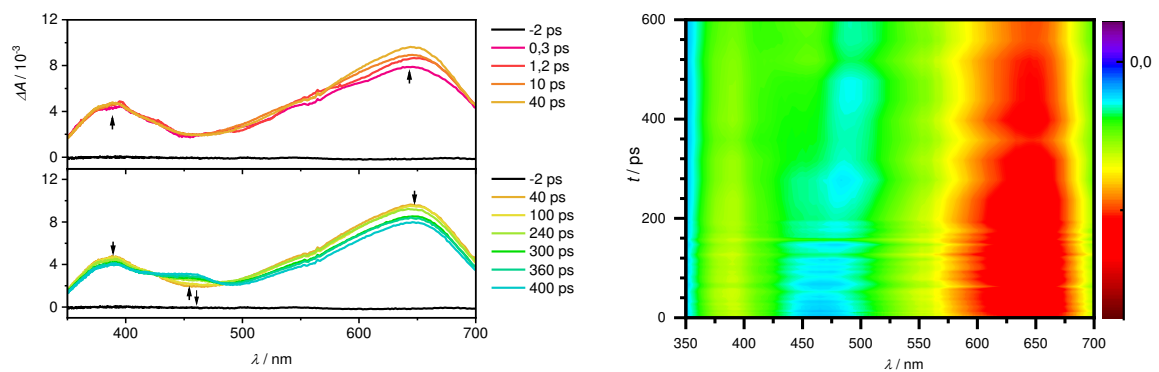 12
8
4
0
ΔA / 10⁻³
-2 ps
0,3 ps
1,2 ps
10 ps
40 ps
8
4
0
-2 ps
40 ps
100 ps
240 ps
300 ps
360 ps
400 ps
400 500 600 700
λ / nm
600
400
200
0
t / ps
350 400 450 500 550 600 650 700
λ / nm
0,0